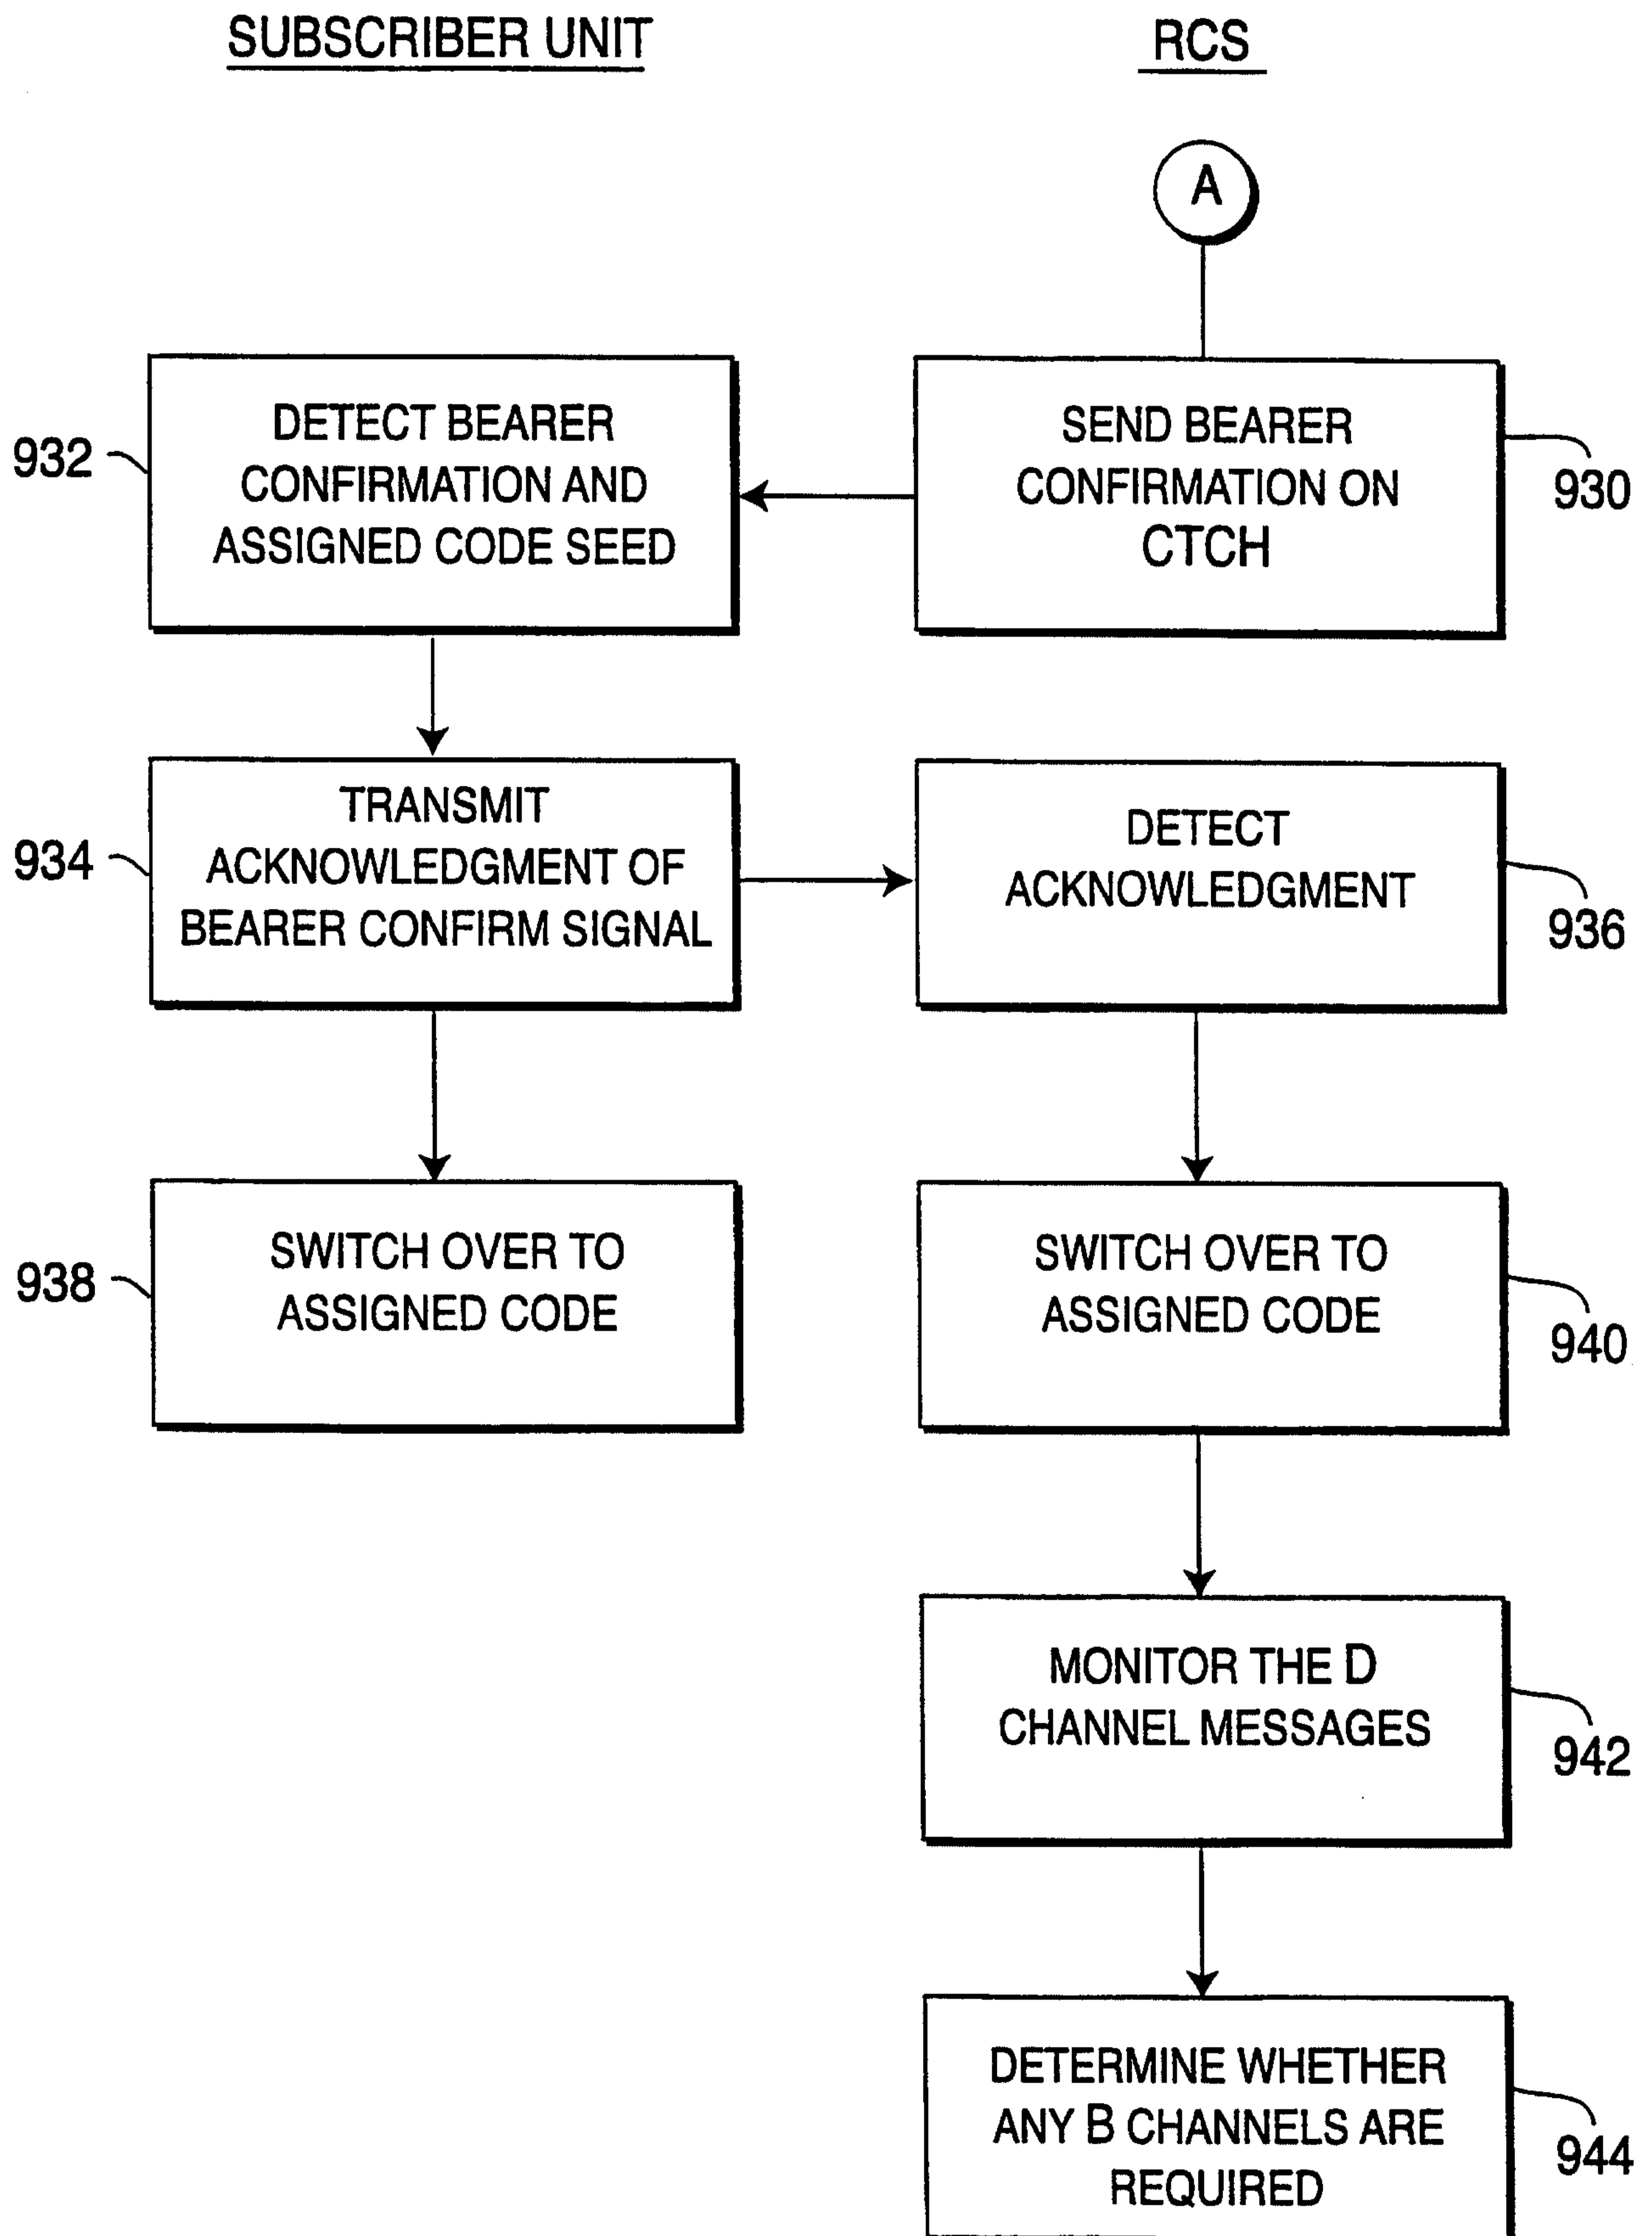 SUBSCRIBER UNIT
RCS
A
932
DETECT BEARER
CONFIRMATION AND
ASSIGNED CODE SEED
SEND BEARER
CONFIRMATION ON
CTCH
930
934
TRANSMIT
ACKNOWLEDGMENT OF
BEARER CONFIRM SIGNAL
DETECT
ACKNOWLEDGMENT
936
938
SWITCH OVER TO
ASSIGNED CODE
SWITCH OVER TO
ASSIGNED CODE
940
MONITOR THE D
CHANNEL MESSAGES
942
DETERMINE WHETHER
ANY B CHANNELS ARE
REQUIRED
944